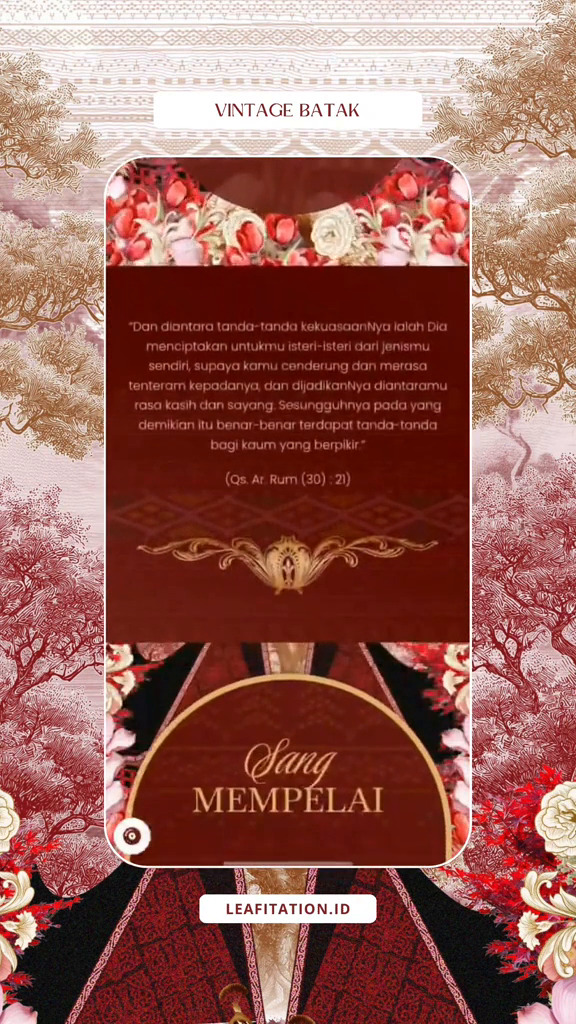 VINTAGE BATAK
"Dan diantara tanda-tanda kekuasaanNya ialah Dia
menciptakan untukmu isteri-isteri dari jenismu
sendiri, supaya kamu cenderung dan merasa
tenteram kepadanya, dan dijadikanNya diantaramu
rasa kasih dan sayang. Sesungguhnya pada yang
demikian itu benar-benar terdapat tanda-tanda
bagi kaum yang berpikir."
(Qs. Ar. Rum (30) : 21)
Sang
MEMPELAI
LEAFITATION.ID